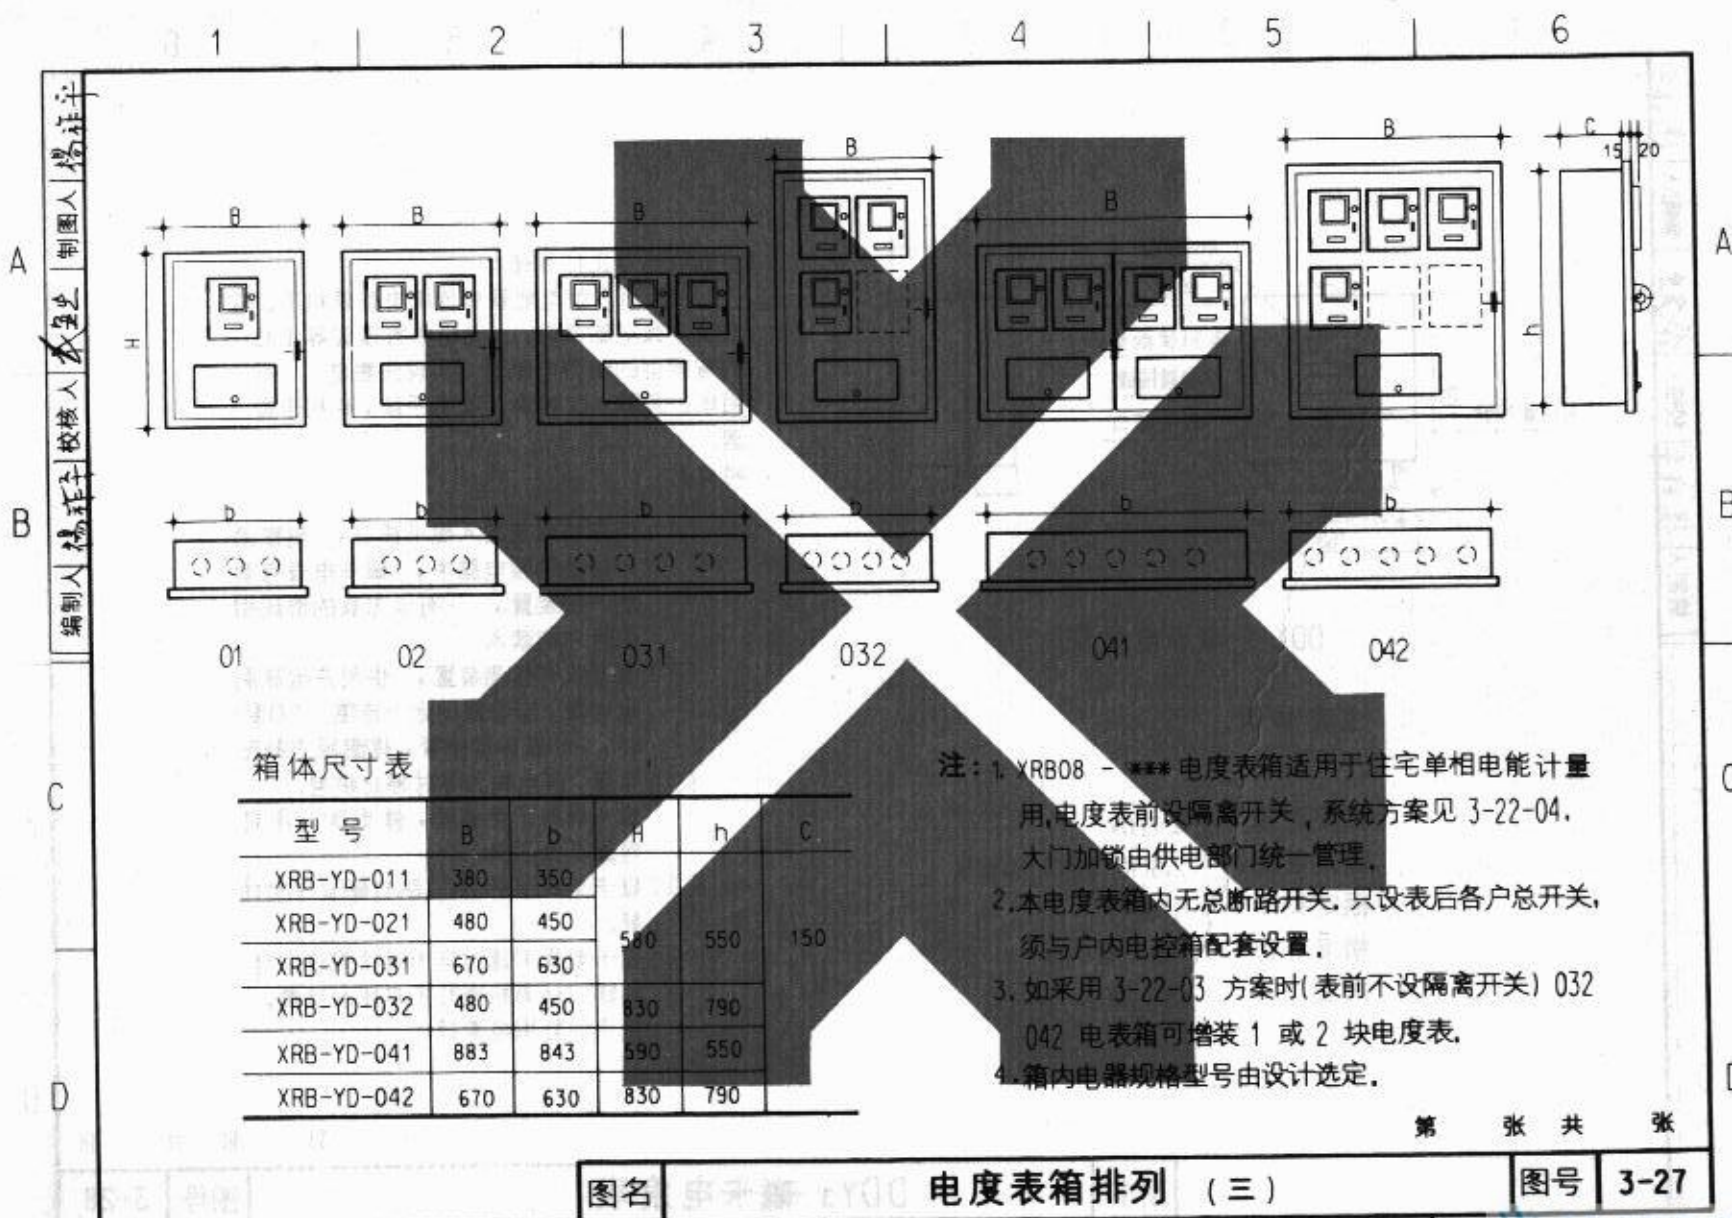 1 2 3 4 5 6
A A
B B
C
D
编制人 校核人 制图人
B B B B B B C
15 20
H h
b b b b b b
01 02 031 032 041 042
箱体尺寸表
型号 B b H h C
XRB-YD-011 380 350
XRB-YD-021 480 450 580 550 150
XRB-YD-031 670 630
XRB-YD-032 480 450 830 790
XRB-YD-041 883 843 590 550
XRB-YD-042 670 630 830 790
注: 1. XRB08 - *** 电度表箱适用于住宅单相电能计量
用,电度表前设隔离开关, 系统方案见 3-22-04.
大门加锁由供电部门统一管理.
2.本电度表箱内无总断路开关.只设表后各户总开关,
须与户内电控箱配套设置.
3. 如采用 3-22-03 方案时(表前不设隔离开关) 032
042 电表箱可增装 1 或 2 块电度表.
4.箱内电器规格型号由设计选定.
第 张 共 张
图名 电度表箱排列 (三) 图号 3-27